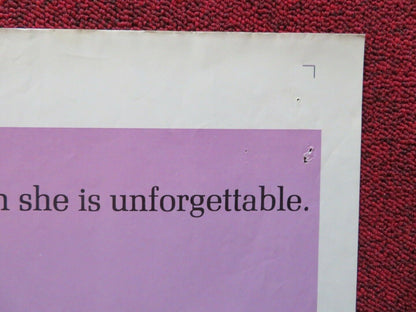 n she is unforgettable.